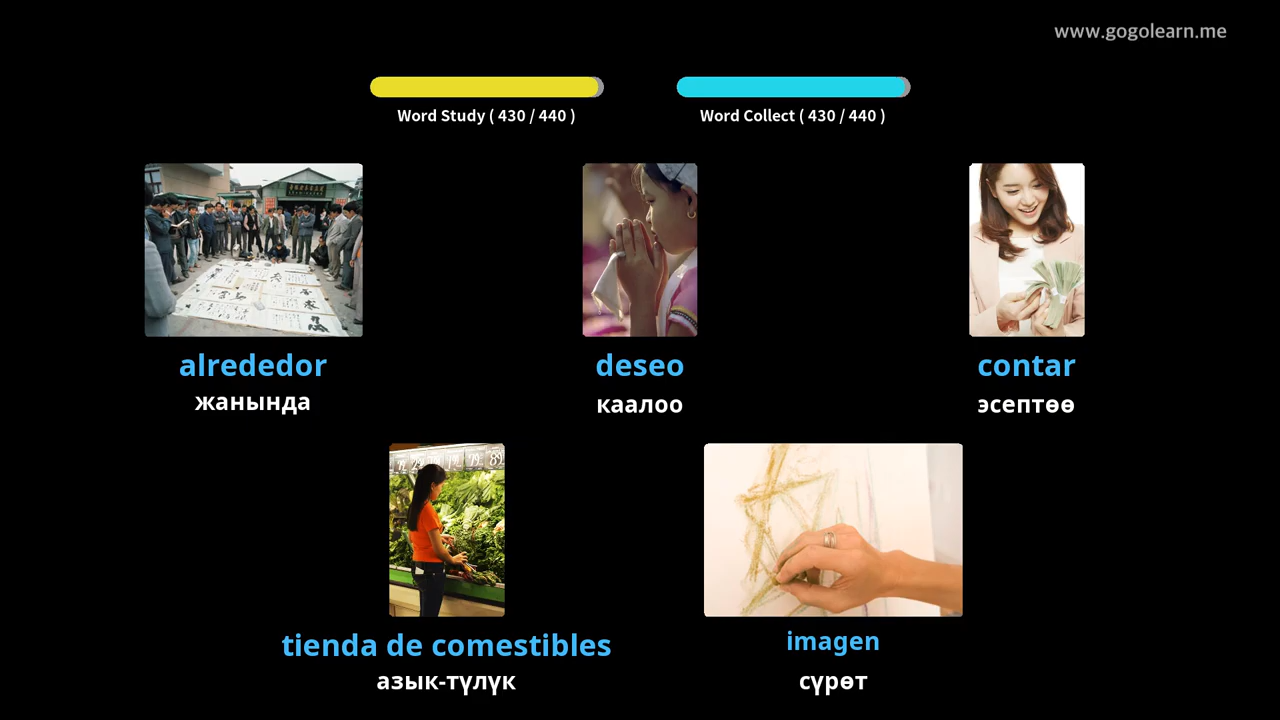 www.gogolearn.me
Word Study ( 430 / 440 )
Word Collect ( 430 / 440 )
alrededor
жанында
deseo
каалоо
contar
эсептөө
tienda de comestibles
азык-түлүк
imagen
сүрөт